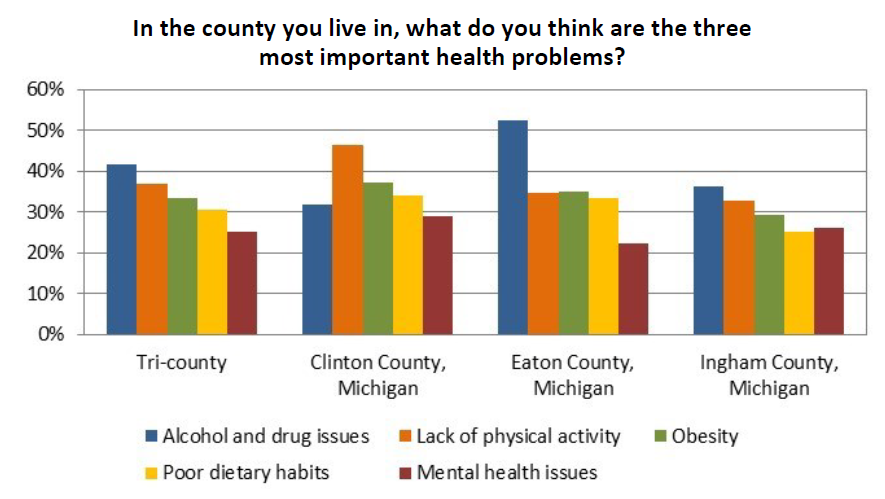 In the county you live in, what do you think are the three
most important health problems?
60%
50%
40%
30%
20%
10%
0%
Tri-county
Clinton County,
Michigan
Eaton County,
Michigan
Ingham County,
Michigan
Alcohol and drug issues
Lack of physical activity
Obesity
Poor dietary habits
Mental health issues